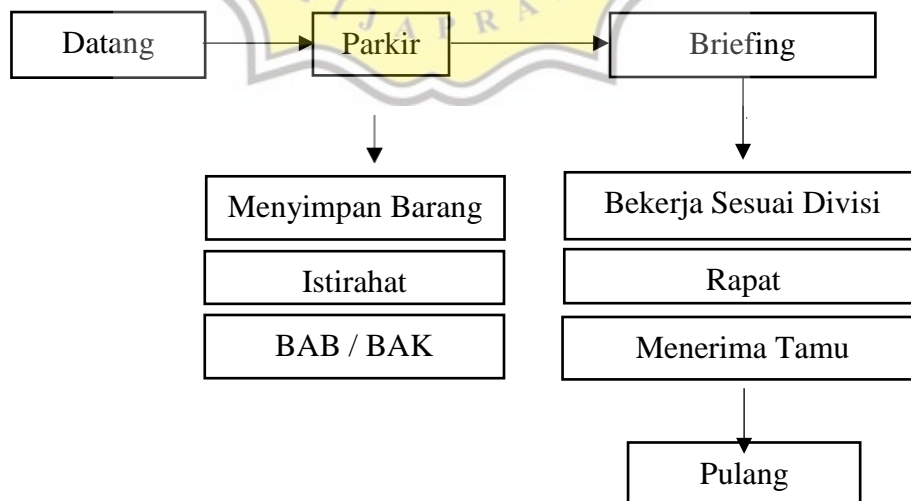 Datang
Parkir
Briefing
Menyimpan Barang
Istirahat
BAB / BAK
Bekerja Sesuai Divisi
Rapat
Menerima Tamu
Pulang